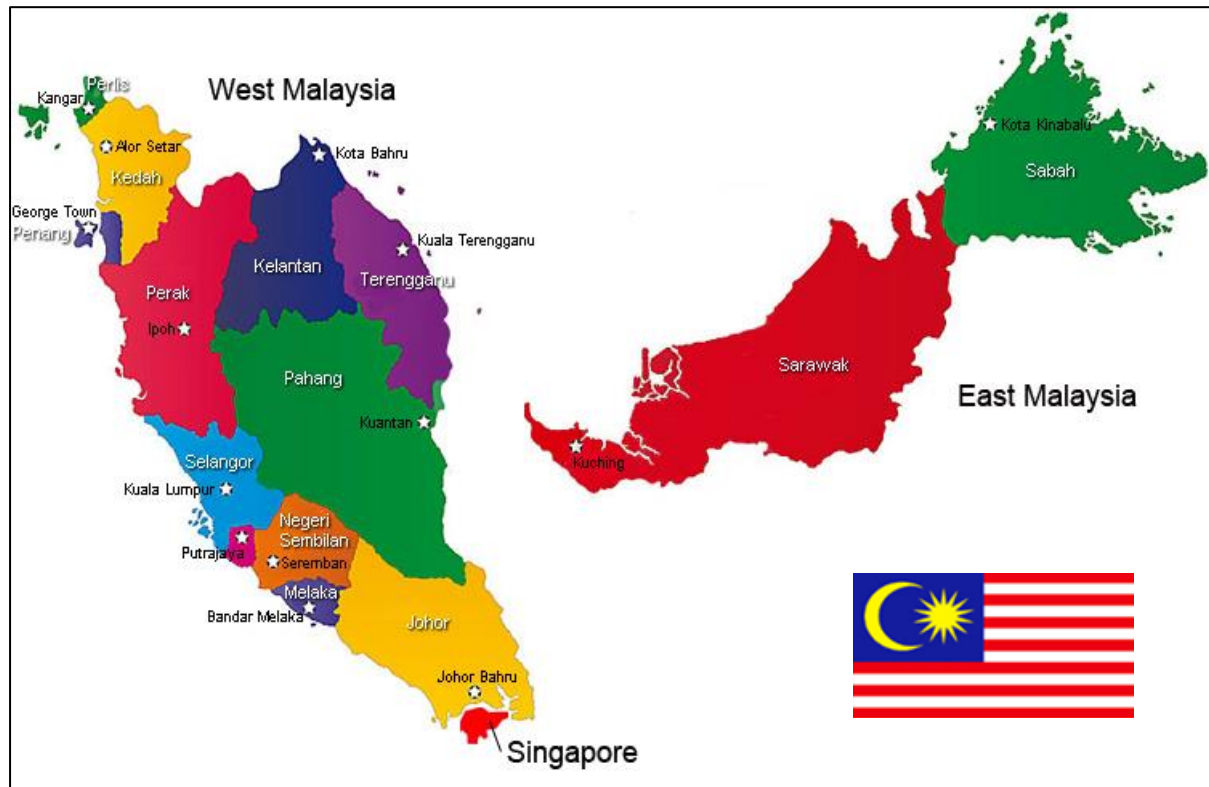 West Malaysia
Perlis
Kangar
Alor Setar
Kedah
Kota Bahru
George Town
Penang
Kuala Terengganu
Kelantan
Terengganu
Perak
Ipoh
Pahang
Kuantan
Selangor
Kuala Lumpur
Negeri
Sembilan
Putrajaya
Seremban
Melaka
Bandar Melaka
Johor
Johor Bahru
Singapore
Kota Kinabalu
Sabah
Sarawak
East Malaysia
Kuching